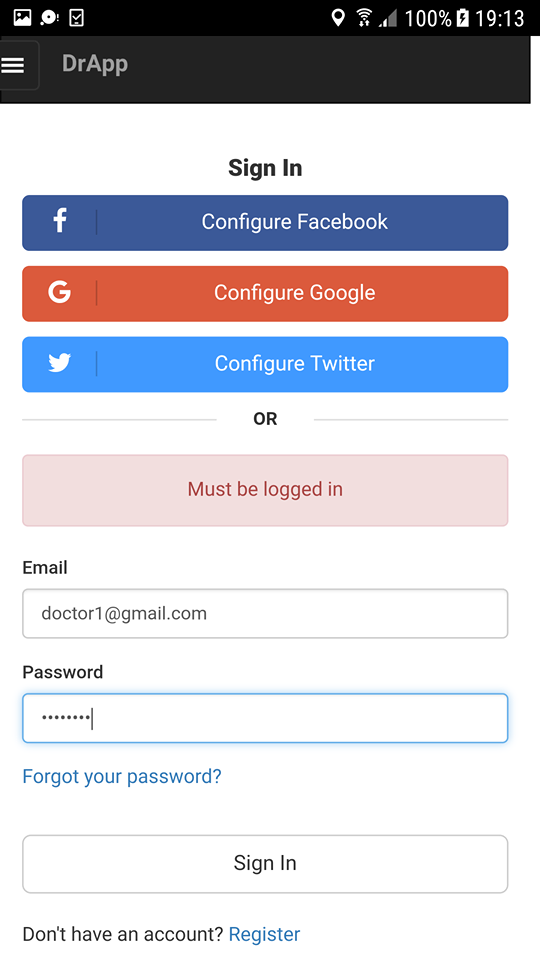 100% 19:13
DrApp
Sign In
Configure Facebook
Configure Google
Configure Twitter
OR
Must be logged in
Email
doctor1@gmail.com
Password
••••••••
Forgot your password?
Sign In
Don't have an account? Register